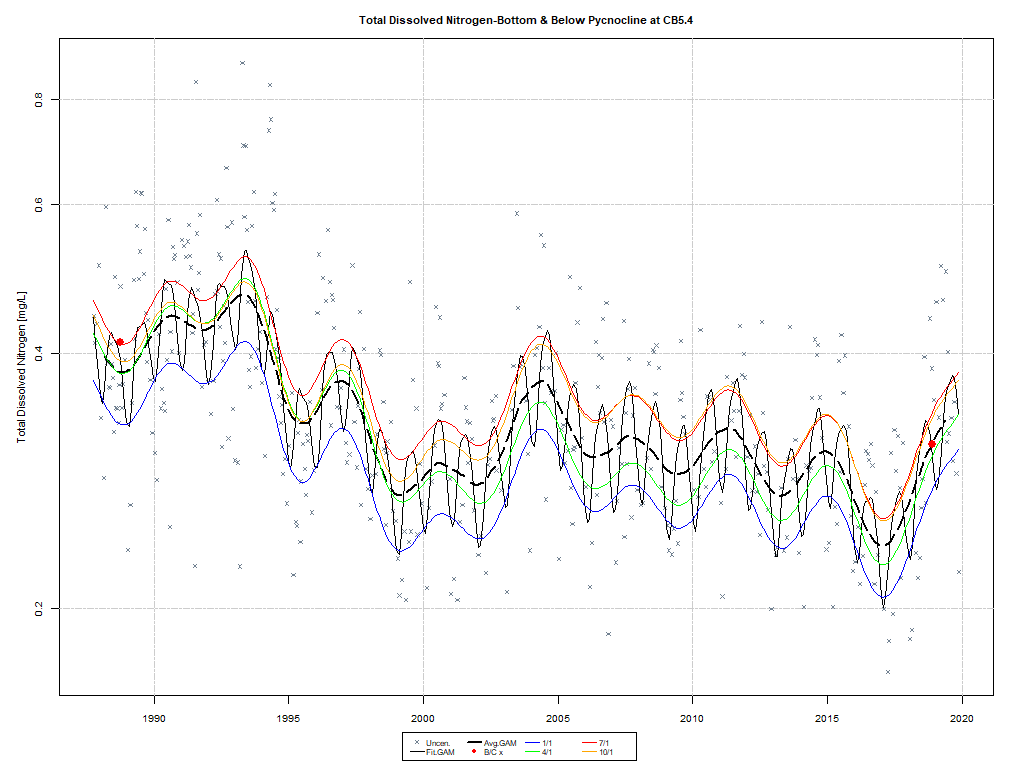 Total Dissolved Nitrogen-Bottom & Below Pycnocline at CB5.4
Total Dissolved Nitrogen [mg/L]
0.8
0.6
0.4
0.2
1990 1995 2000 2005 2010 2015 2020
Uncen. Avg.GAM 1/1 7/1
Fit.GAM B/C x 4/1 10/1